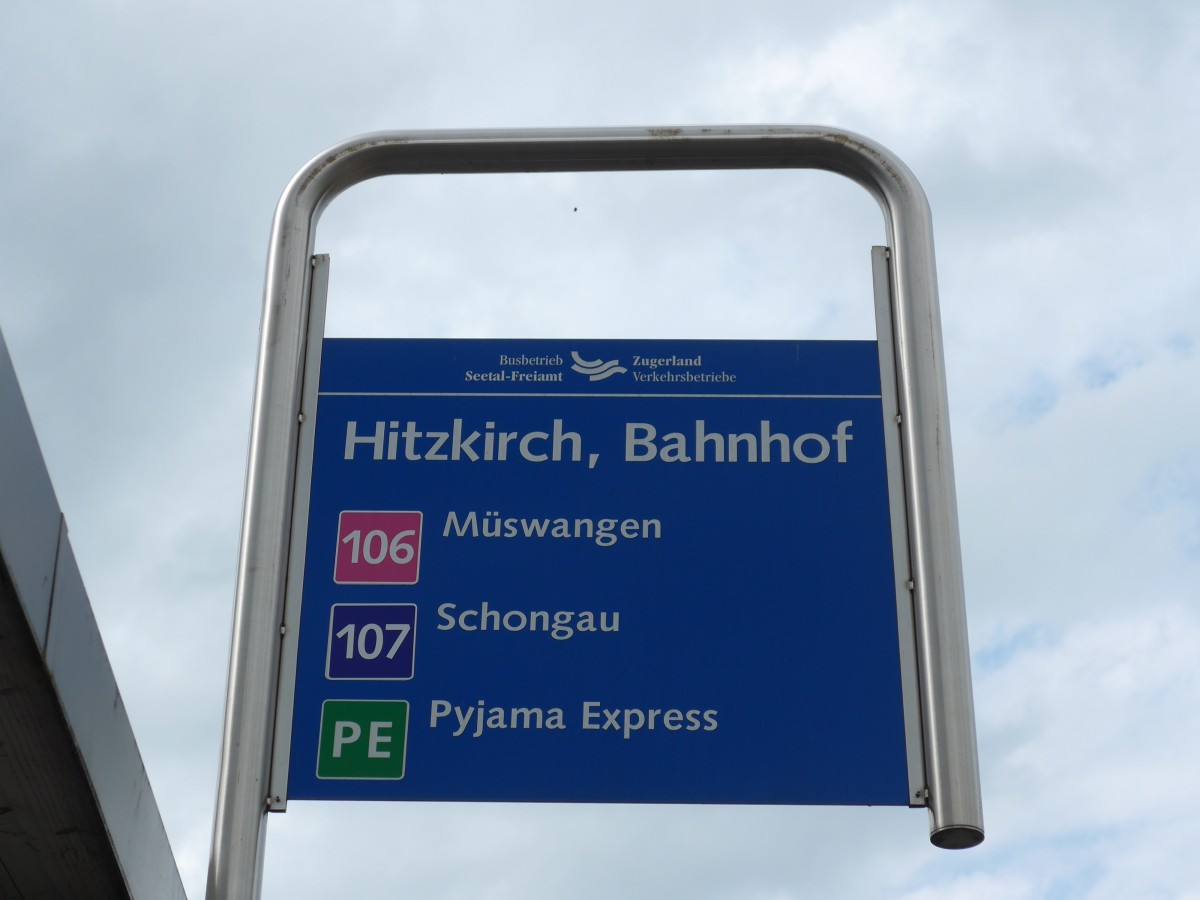 Busbetrieb
Seetal-Freiamt
Zugerland
Verkehrsbetriebe
Hitzkirch, Bahnhof
106 Müswangen
107 Schongau
PE Pyjama Express